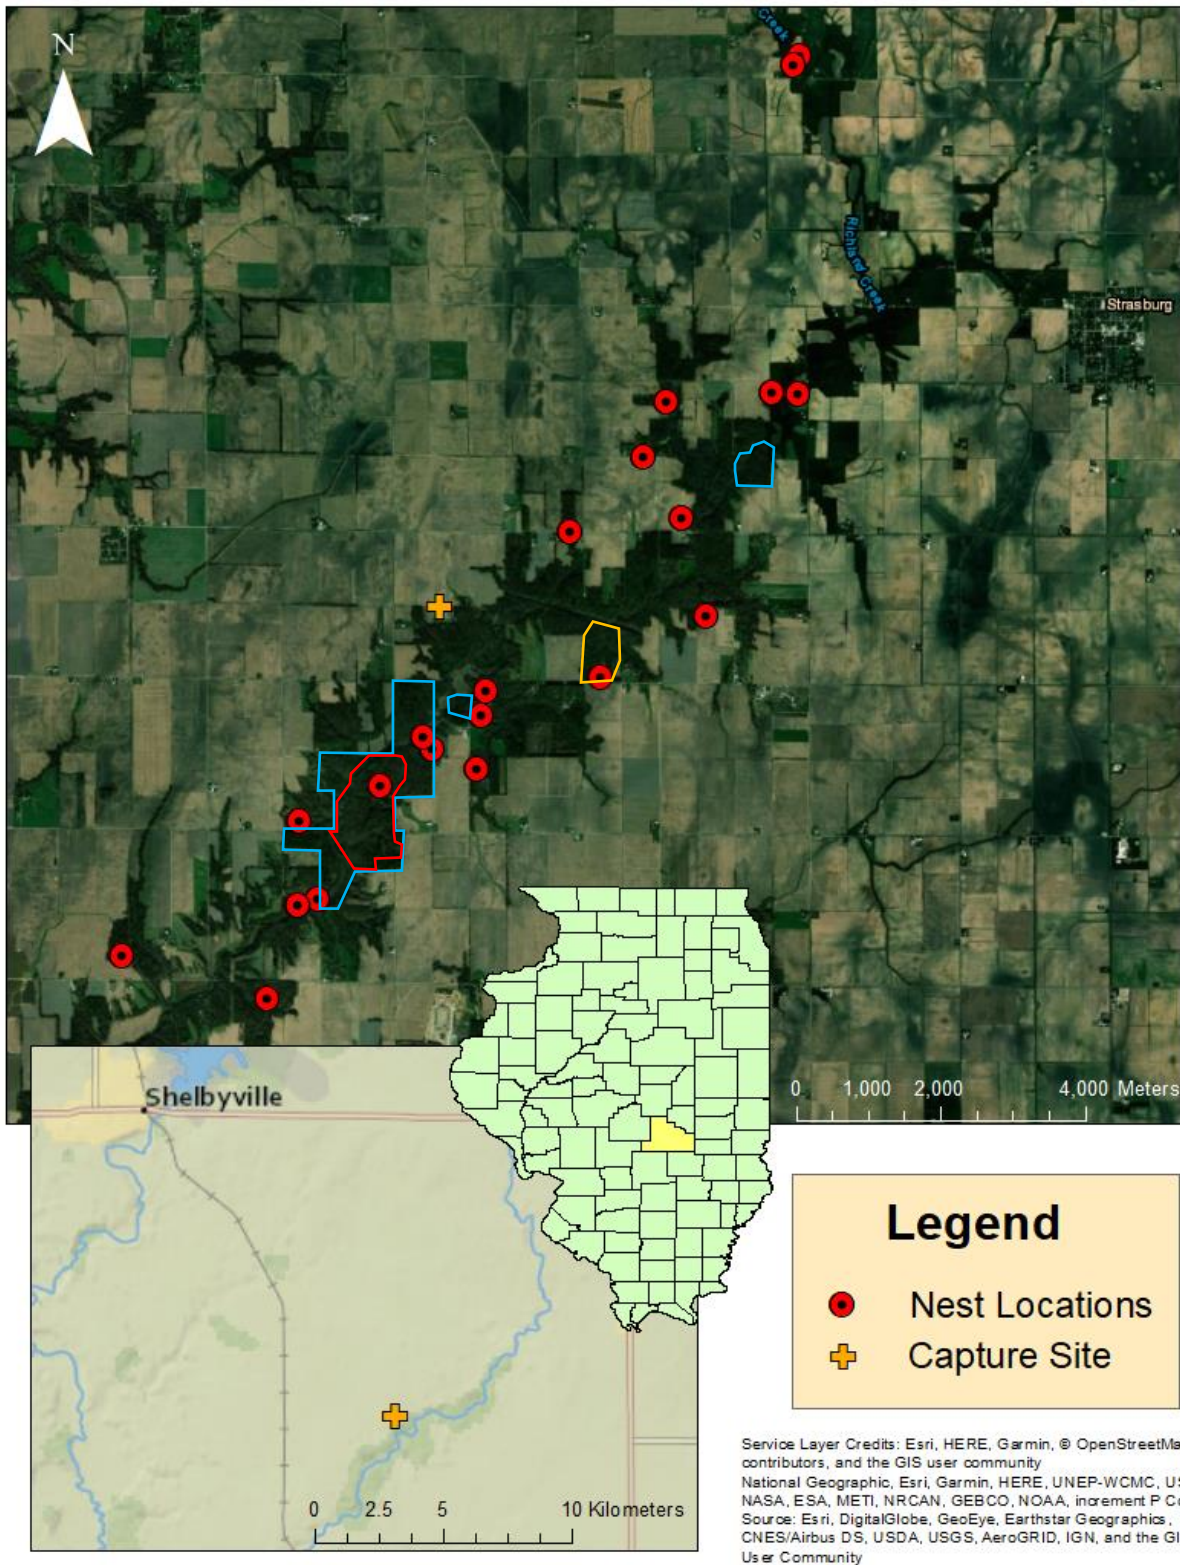 N
Creek
Richland Creek
Strasburg
0 1,000 2,000 4,000 Meters
Shelbyville
0 2.5 5 10 Kilometers
Legend
Nest Locations
Capture Site
Service Layer Credits: Esri, HERE, Garmin, © OpenStreetMa
contributors, and the GIS user community
National Geographic, Esri, Garmin, HERE, UNEP-WCMC, US
NASA, ESA, METI, NRCAN, GEBCO, NOAA, increment P Co
Source: Esri, DigitalGlobe, GeoEye, Earthstar Geographics,
CNES/Airbus DS, USDA, USGS, AeroGRID, IGN, and the GI
User Community